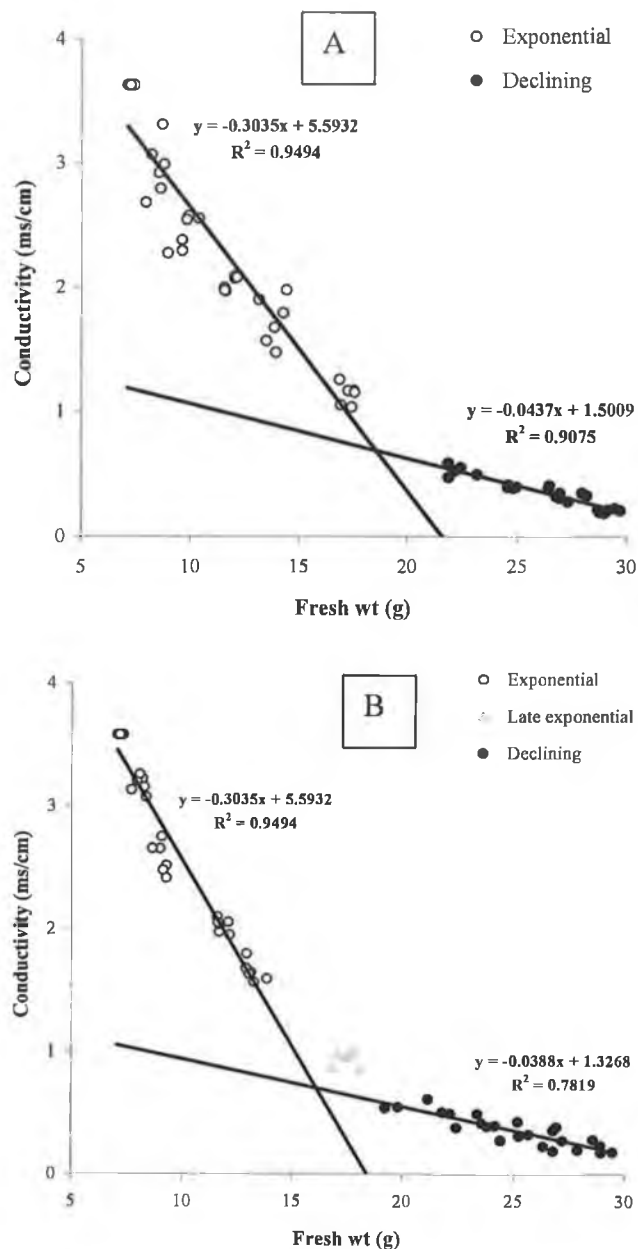 A
Exponential
Declining
4
y = -0.3035x + 5.5932
R² = 0.9494
3
Conductivity (ms/cm)
2
y = -0.0437x + 1.5009
R² = 0.9075
1
0
5 10 15 20 25 30
Fresh wt (g)
4
B
Exponential
Late exponential
Declining
y = -0.3035x + 5.5932
R² = 0.9494
3
Conductivity (ms/cm)
2
y = -0.0388x + 1.3268
R² = 0.7819
1
0
5 10 15 20 25 30
Fresh wt (g)